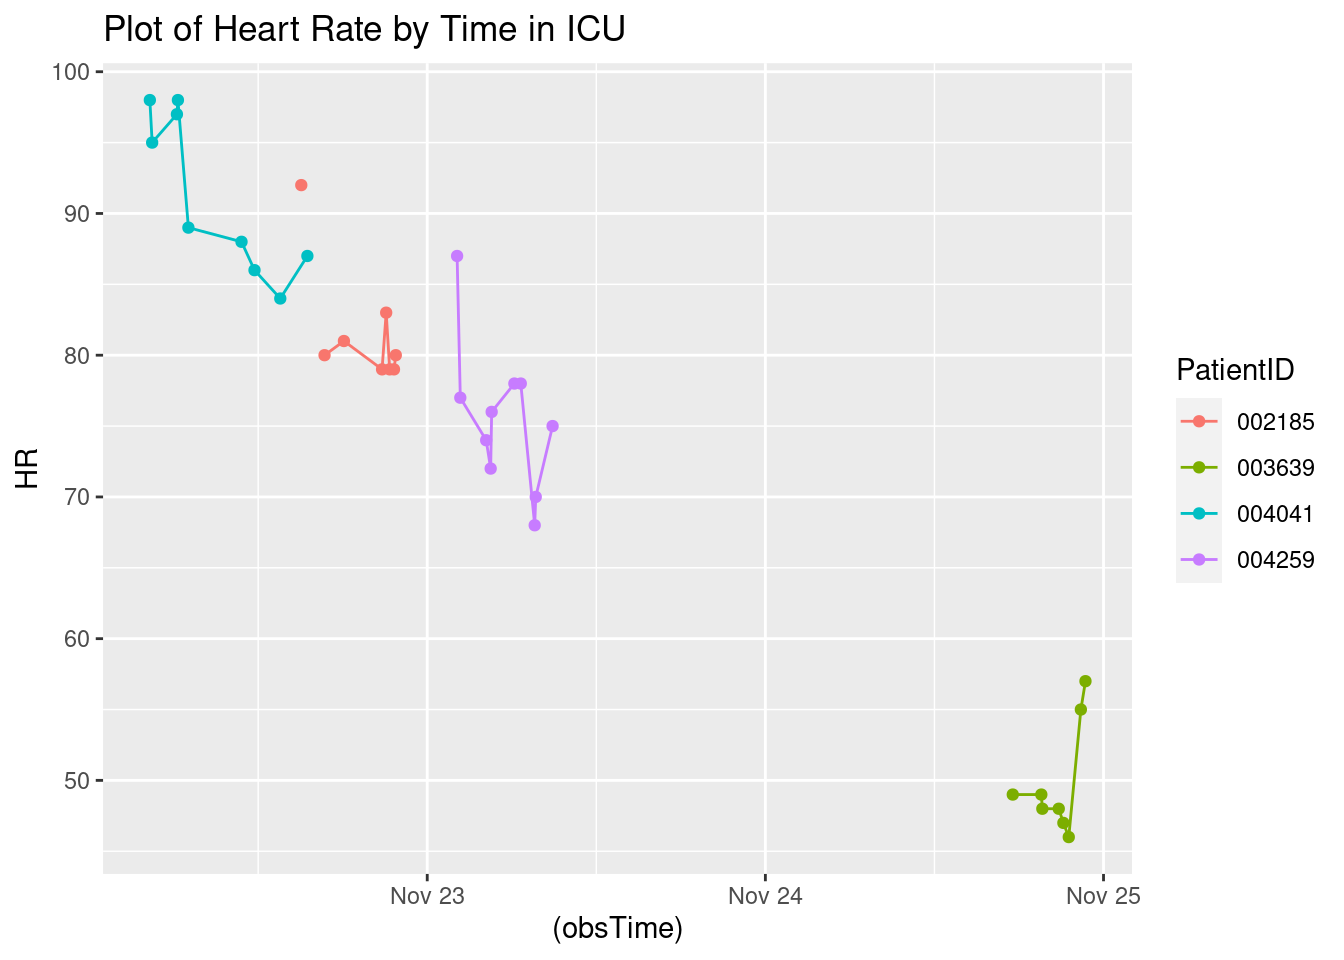 Plot of Heart Rate by Time in ICU
100
90
80
70
60
50
HR
Nov 23
Nov 24
Nov 25
(obsTime)
PatientID
002185
003639
004041
004259